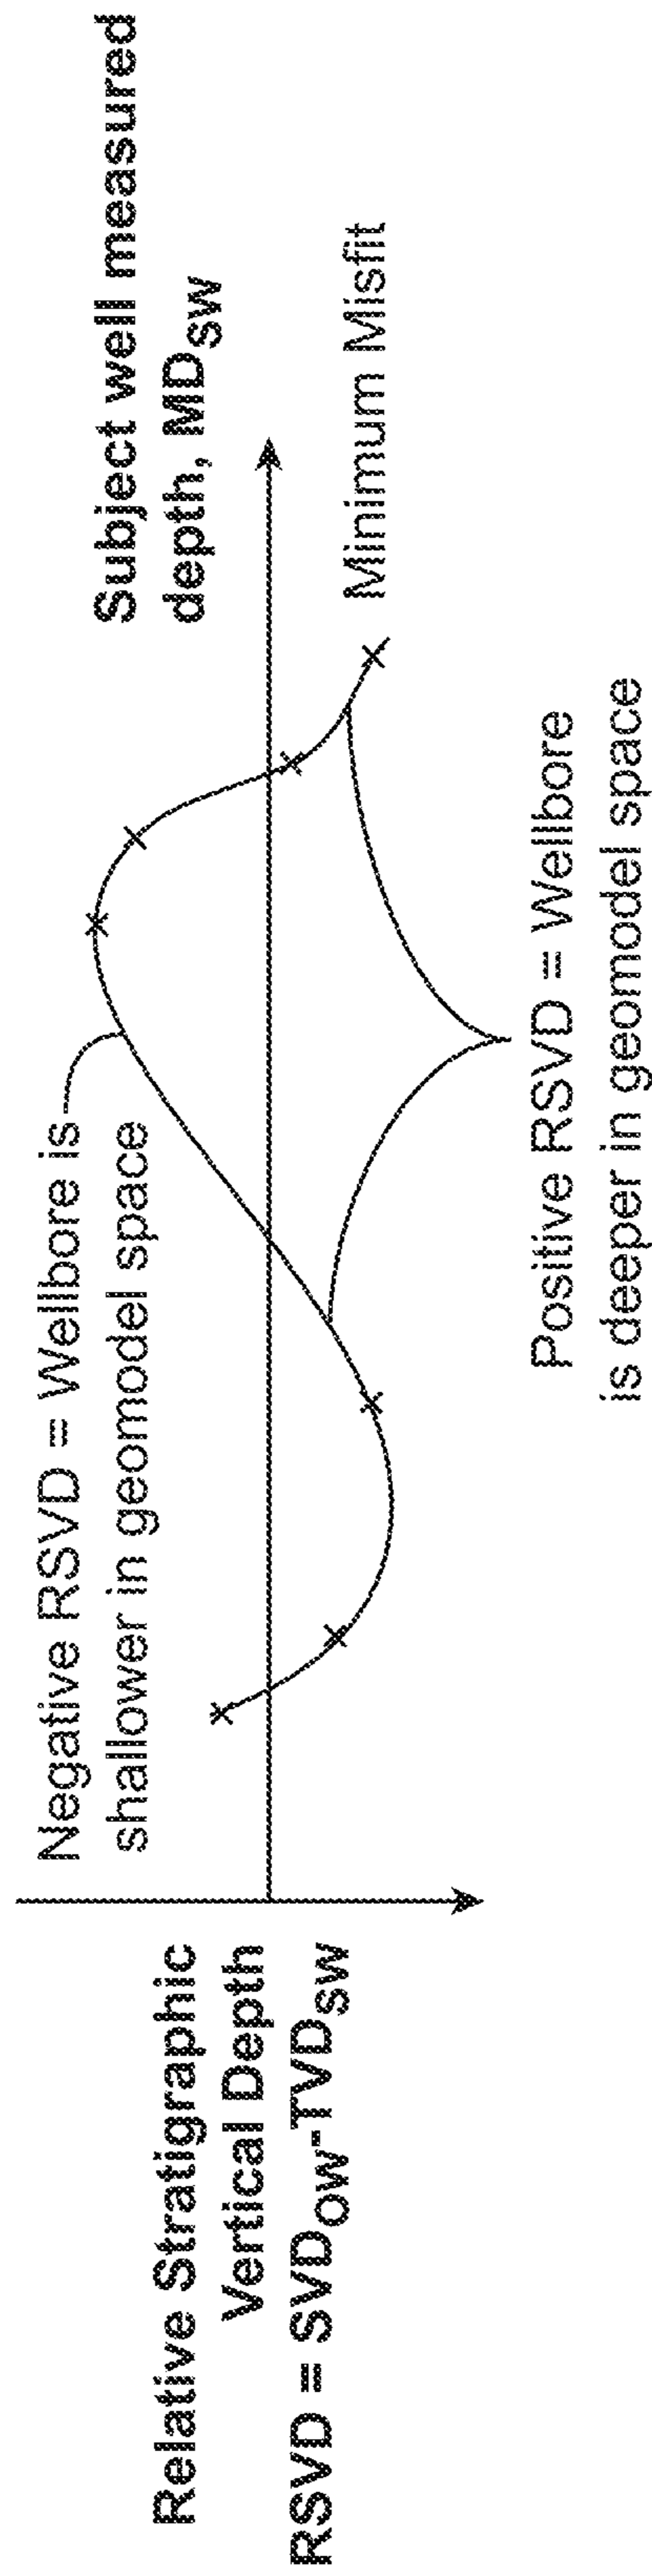 Relative Stratigraphic
Vertical Depth
RSVD = SVDOW-TVDSW
Negative RSVD = Wellbore is
shallower in geomodel space
Subject well measured
depth, MDSW
Minimum Misfit
Positive RSVD = Wellbore
is deeper in geomodel space